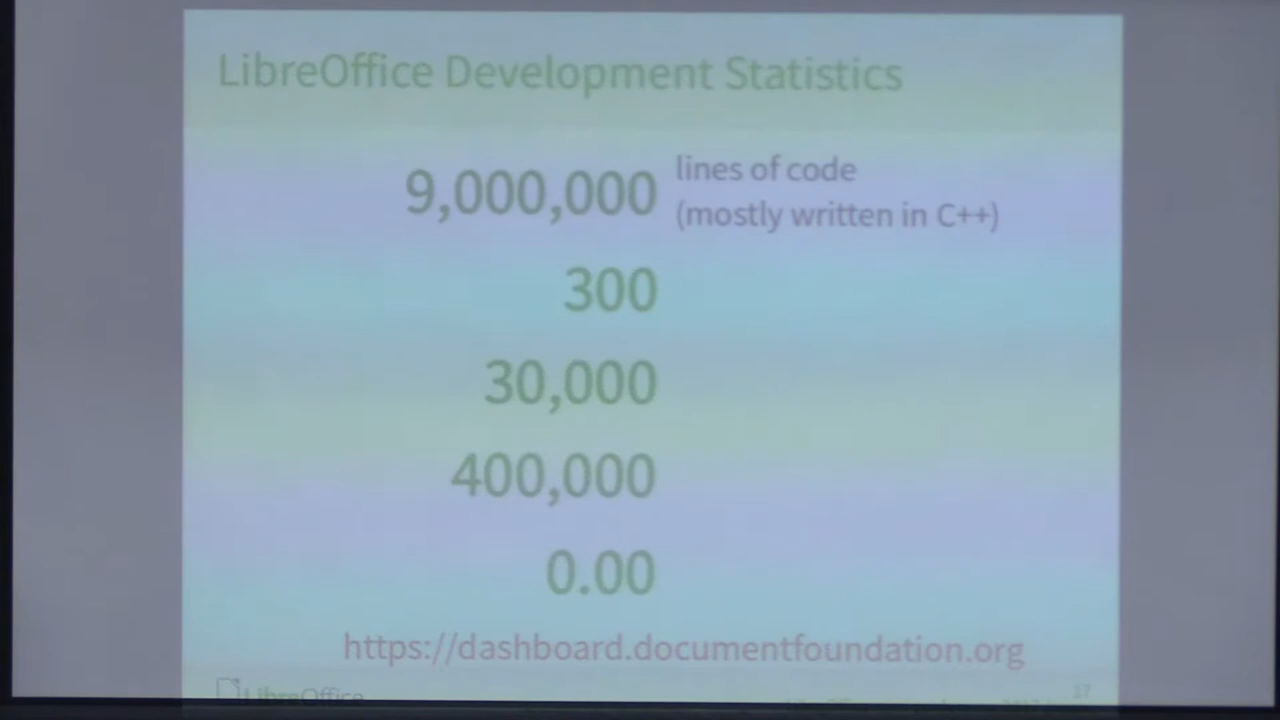 LibreOffice Development Statistics
9,000,000
lines of code
(mostly written in C++)
300
30,000
400,000
0.00
https://dashboard.documentfoundation.org
LibreOffice